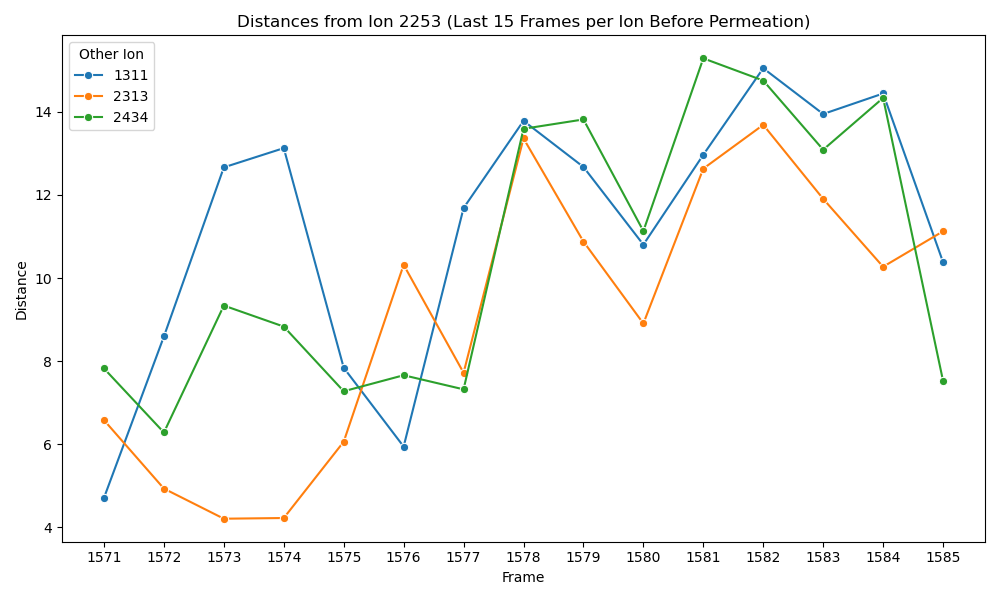 Distances from Ion 2253 (Last 15 Frames per Ion Before Permeation)
Other Ion
1311
2313
2434
14
12
10
8
6
4
Distance
1571 1572 1573 1574 1575 1576 1577 1578 1579 1580 1581 1582 1583 1584 1585
Frame